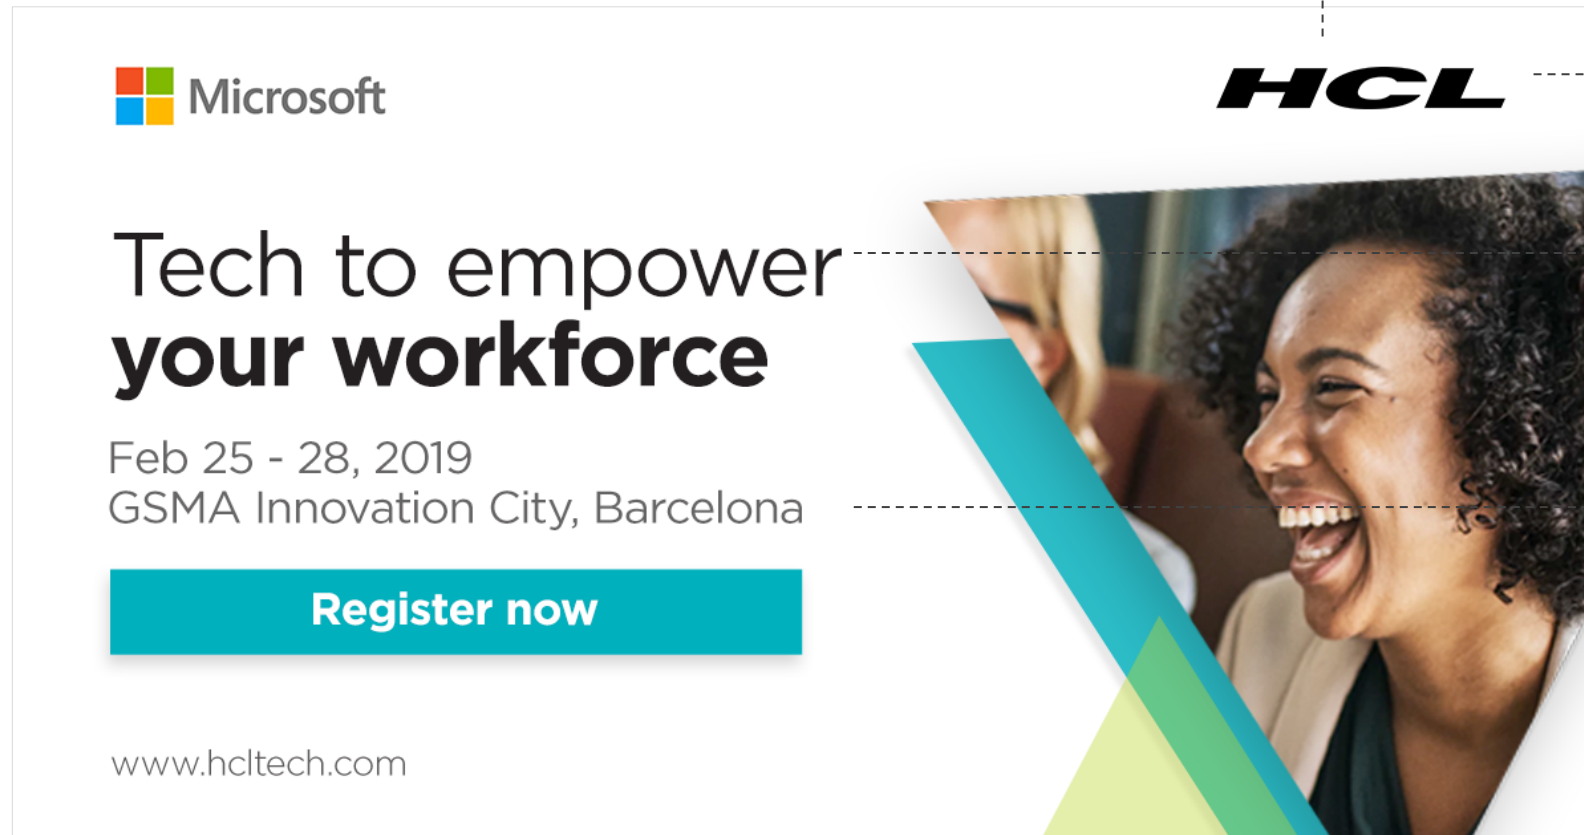 Microsoft
HCL
Tech to empower
your workforce
Feb 25 - 28, 2019
GSMA Innovation City, Barcelona
Register now
www.hcltech.com